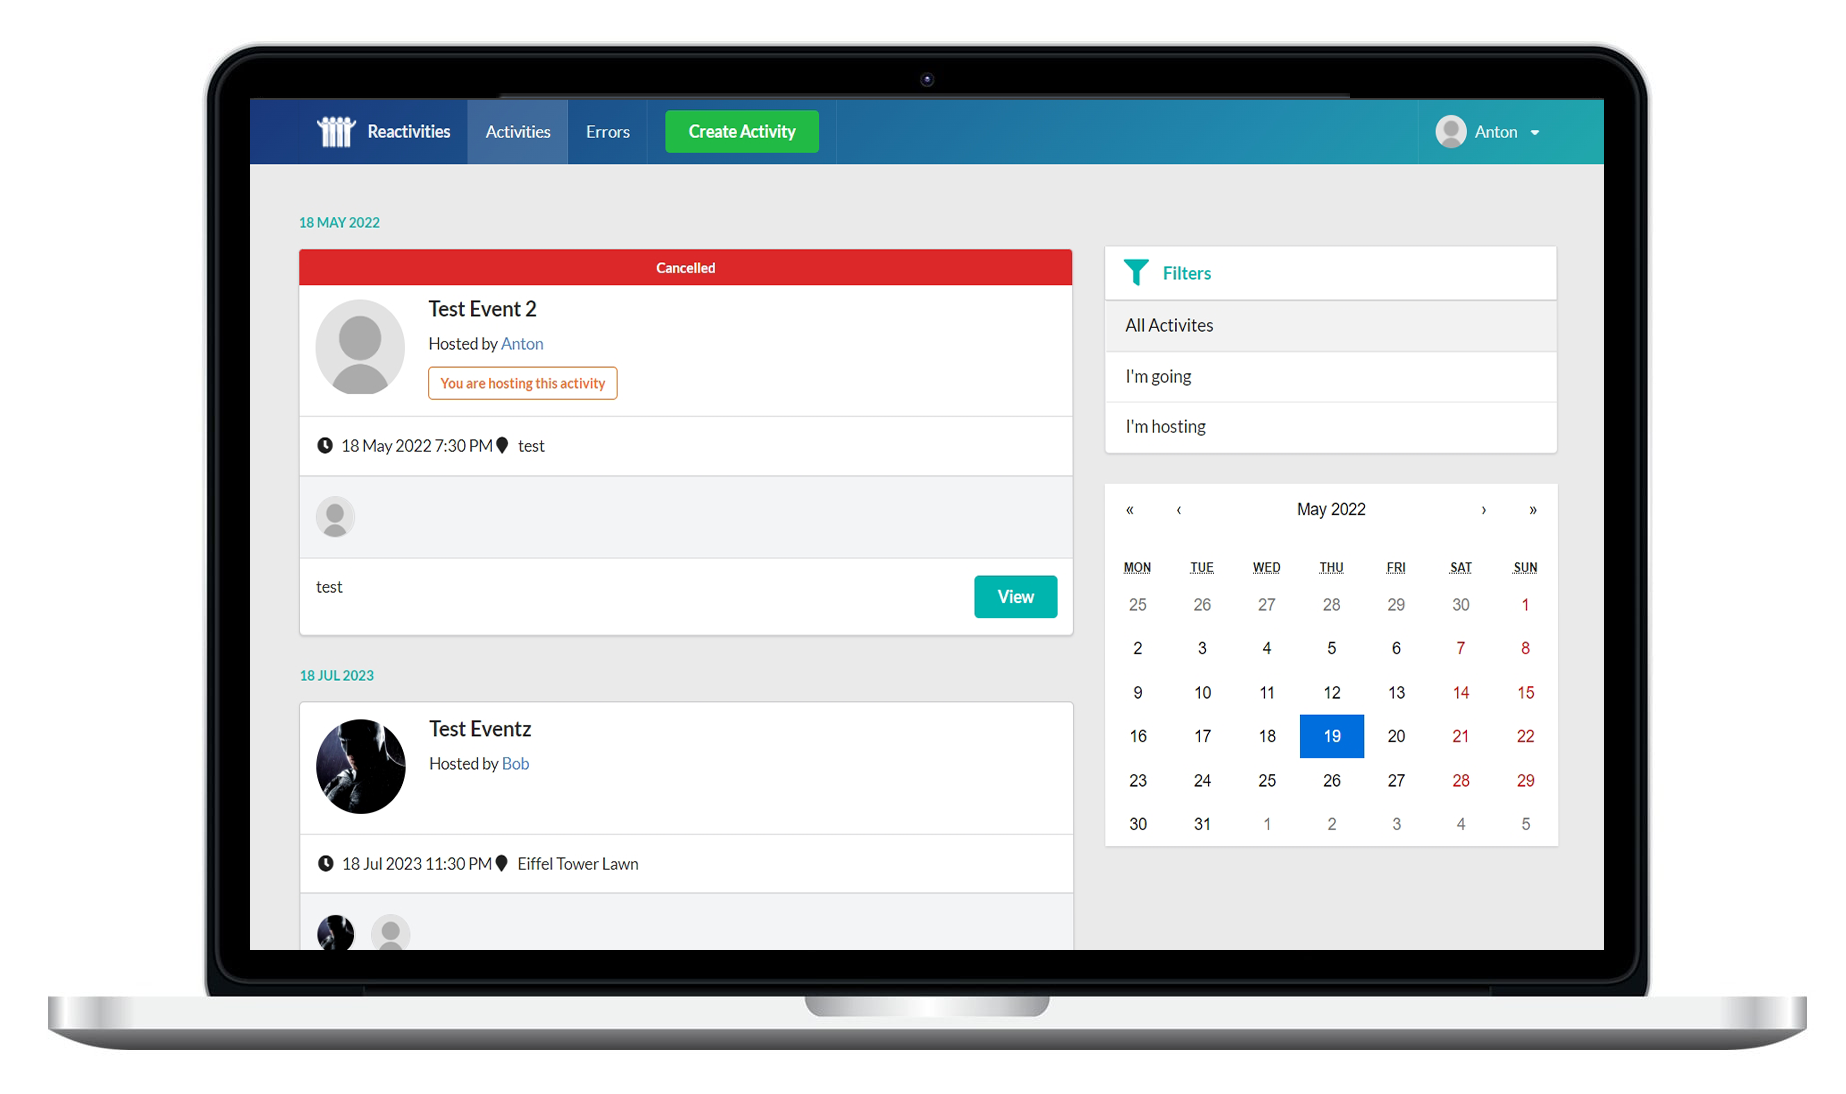 Reactivities
Activities
Errors
Create Activity
Anton
18 MAY 2022
Cancelled
Test Event 2
Hosted by Anton
You are hosting this activity
18 May 2022 7:30 PM test
test
View
18 JUL 2023
Test Eventz
Hosted by Bob
18 Jul 2023 11:30 PM Eiffel Tower Lawn
Filters
All Activites
I'm going
I'm hosting
« ‹ May 2022 › »
MON TUE WED THU FRI SAT SUN
25 26 27 28 29 30 1
2 3 4 5 6 7 8
9 10 11 12 13 14 15
16 17 18 19 20 21 22
23 24 25 26 27 28 29
30 31 1 2 3 4 5